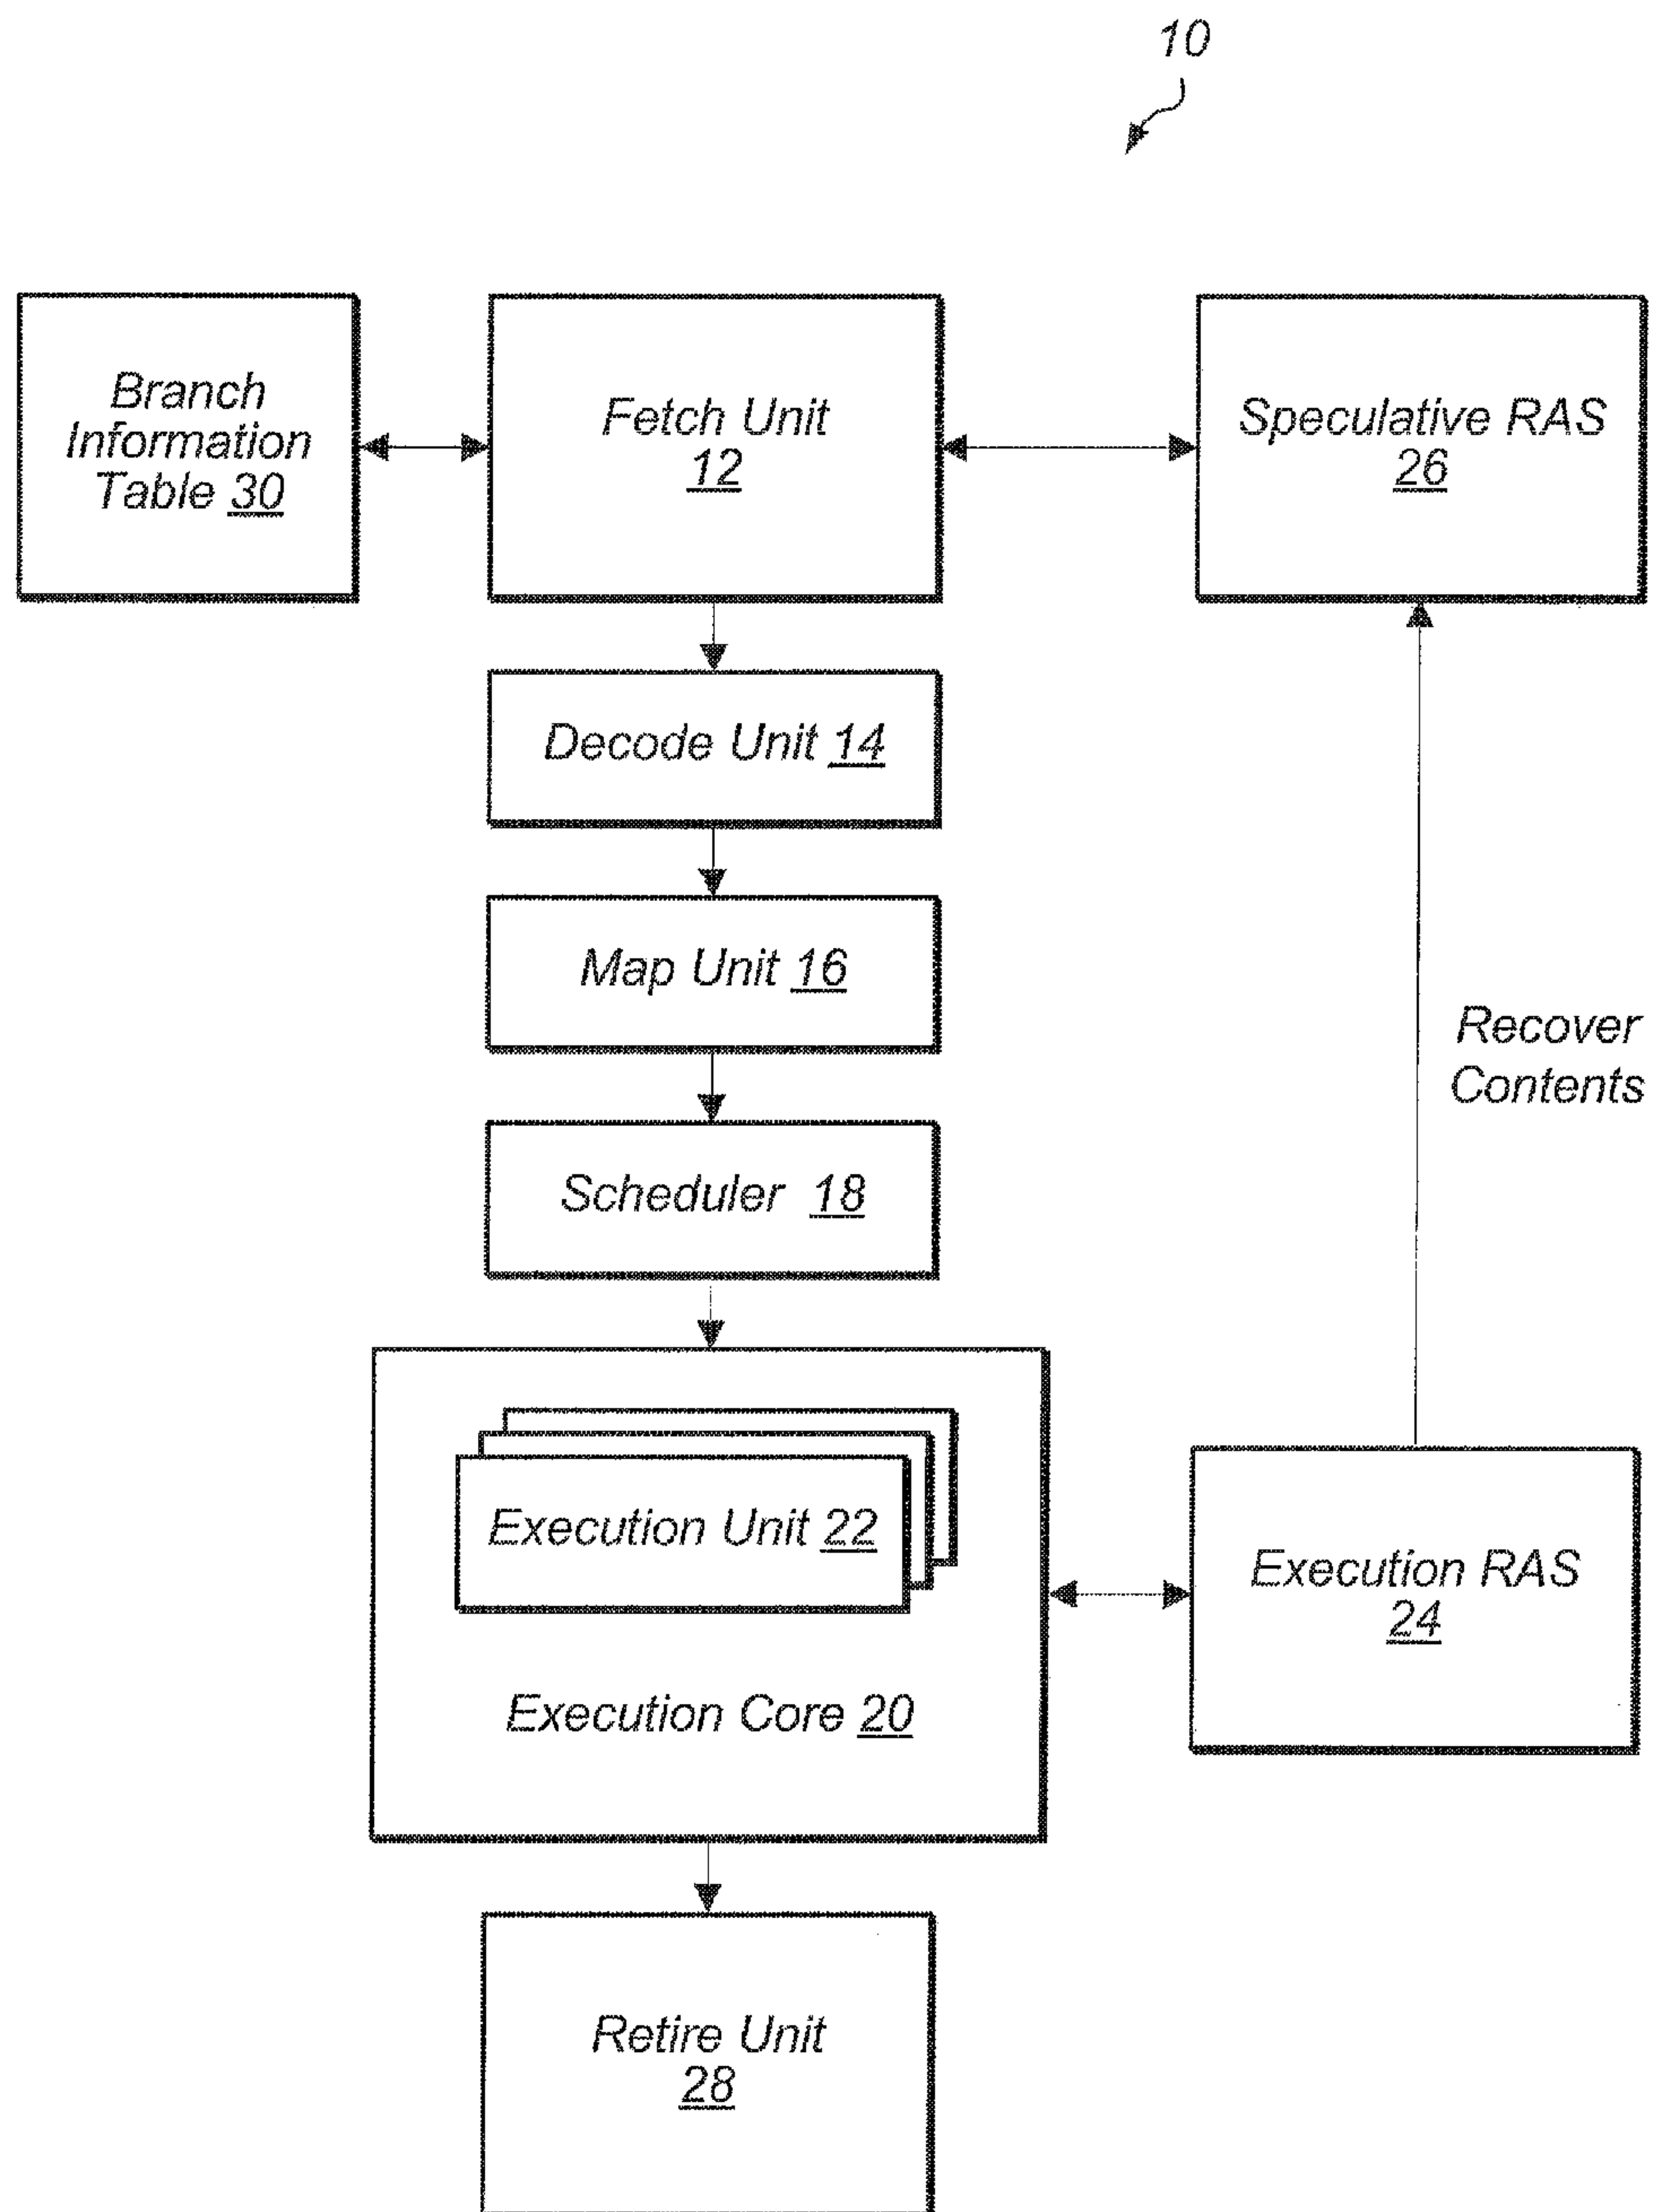 10
Branch
Information
Table 30
Fetch Unit
12
Speculative RAS
26
Decode Unit 14
Map Unit 16
Recover
Contents
Scheduler 18
Execution Unit 22
Execution RAS
24
Execution Core 20
Retire Unit
28